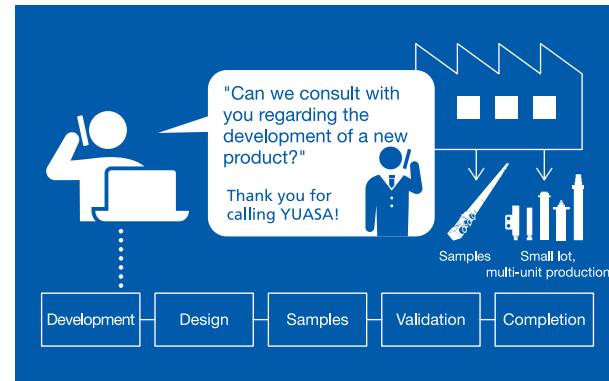 "Can we consult with
you regarding the
development of a new
product?"
Thank you for
calling YUASA!
Samples
Small lot,
multi-unit production
Development
Design
Samples
Validation
Completion